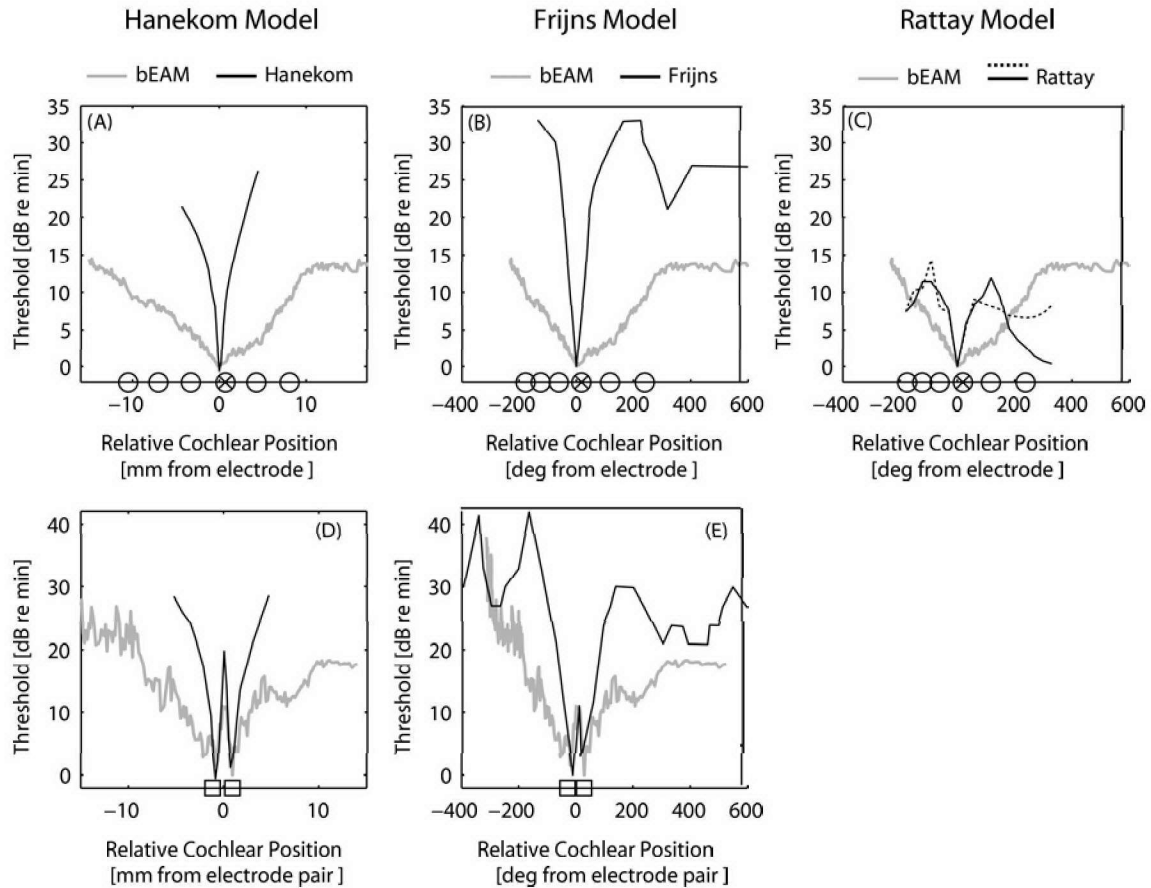 Hanekom Model Frijns Model Rattay Model
bEAM Hanekom bEAM Frijns bEAM Rattay
(A)
35
30
25
20
15
10
5
0
Threshold [dB re min]
−10 0 10
Relative Cochlear Position
[mm from electrode ]
(B)
35
30
25
20
15
10
5
0
Threshold [dB re min]
−400 −200 0 200 400 600
Relative Cochlear Position
[deg from electrode ]
(C)
35
30
25
20
15
10
5
0
Threshold [dB re min]
−400 −200 0 200 400 600
Relative Cochlear Position
[deg from electrode ]
(D)
40
30
20
10
0
Threshold [dB re min]
−10 0 10
Relative Cochlear Position
[mm from electrode pair ]
(E)
40
30
20
10
0
Threshold [dB re min]
−400 −200 0 200 400 600
Relative Cochlear Position
[deg from electrode pair ]